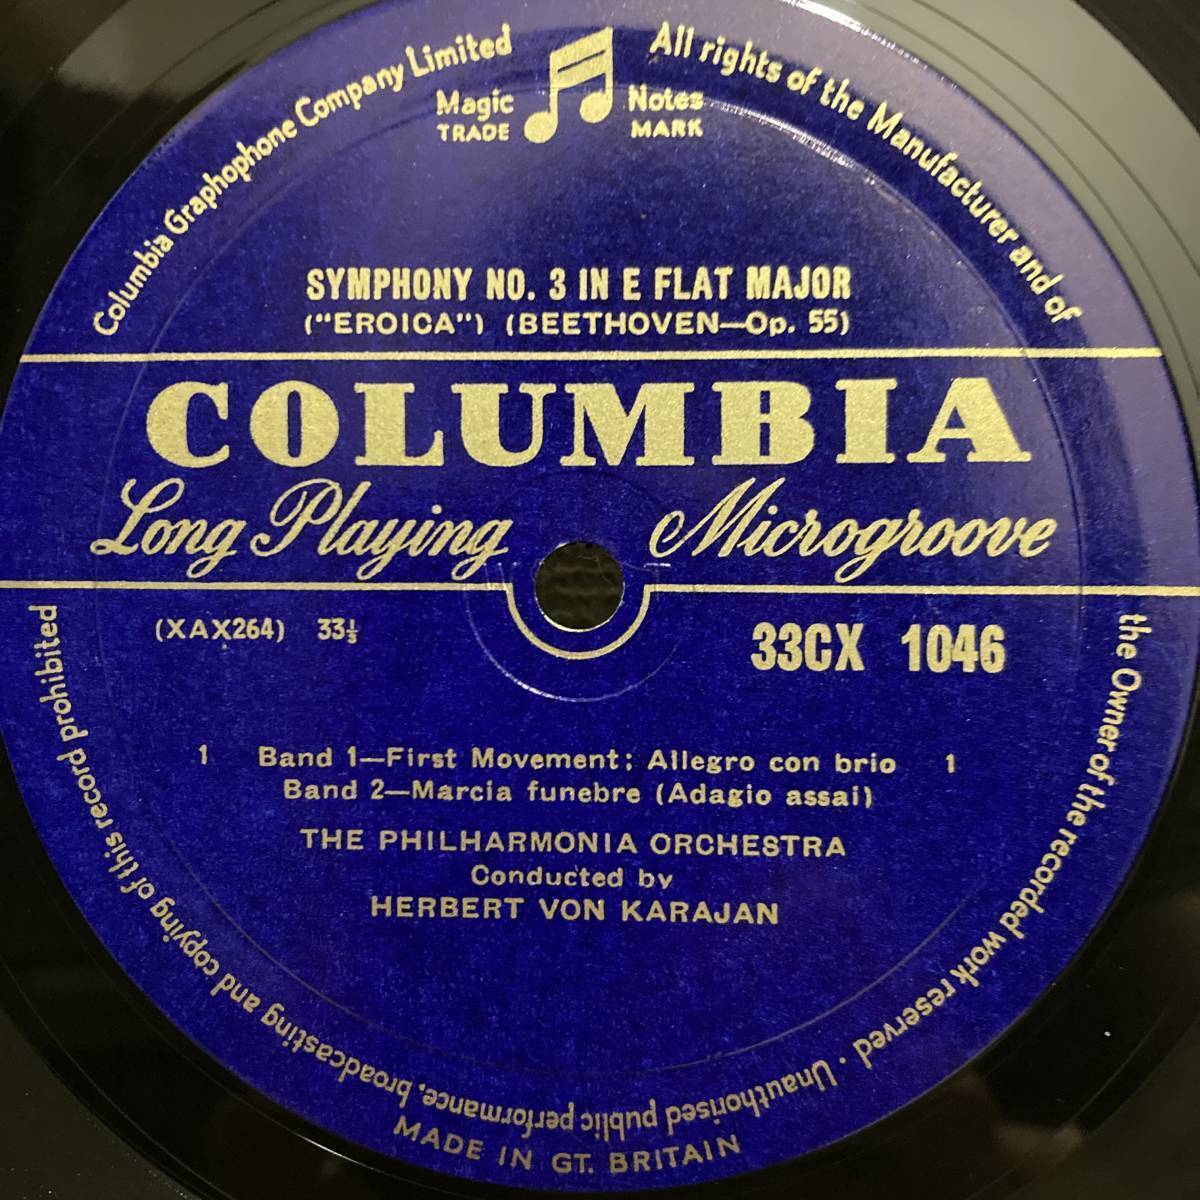 Columbia Graphophone Company Limited
All rights of the Manufacturer and of
the Owner of the recorded work reserved · Unauthorised public performance, broadcasting and copying of this record prohibited
Magic Notes
TRADE MARK
SYMPHONY NO. 3 IN E FLAT MAJOR
("EROICA") (BEETHOVEN—Op. 55)
COLUMBIA
Long Playing Microgroove
(XAX264) 33⅓
33CX 1046
1 Band 1—First Movement; Allegro con brio 1
Band 2—Marcia funebre (Adagio assai)
THE PHILHARMONIA ORCHESTRA
Conducted by
HERBERT VON KARAJAN
MADE IN GT. BRITAIN